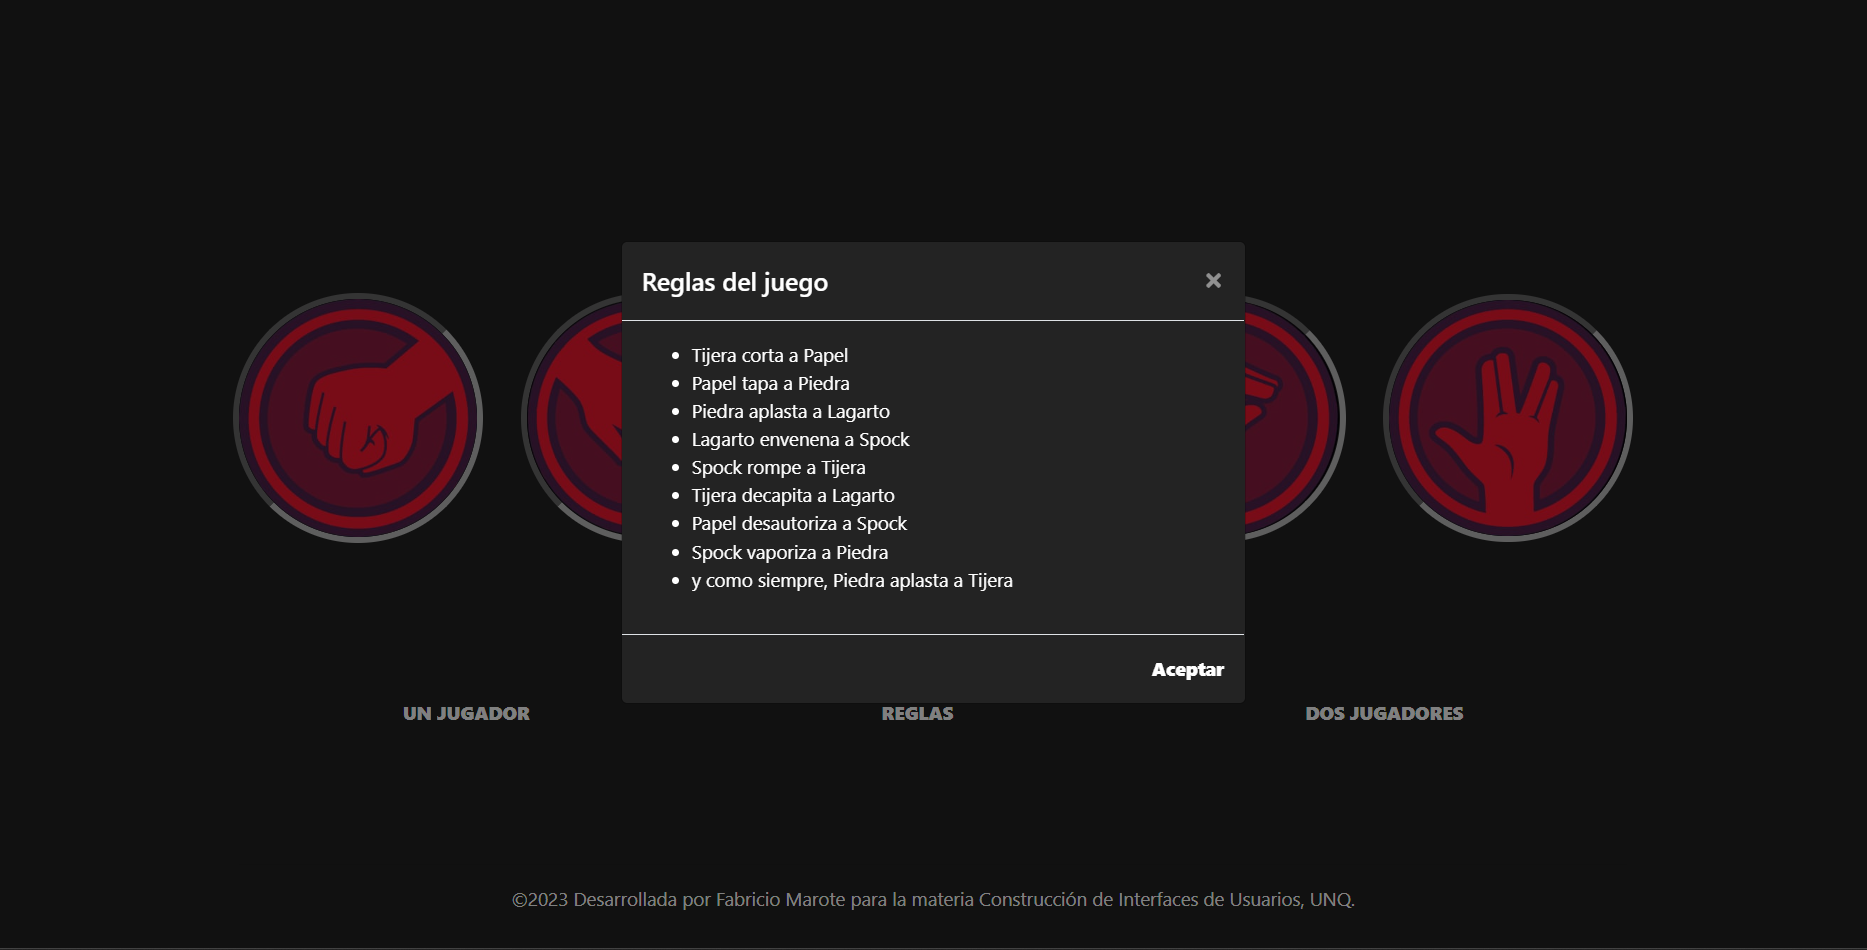 Reglas del juego
Tijera corta a Papel
Papel tapa a Piedra
Piedra aplasta a Lagarto
Lagarto envenena a Spock
Spock rompe a Tijera
Tijera decapita a Lagarto
Papel desautoriza a Spock
Spock vaporiza a Piedra
y como siempre, Piedra aplasta a Tijera
Aceptar
UN JUGADOR
REGLAS
DOS JUGADORES
©2023 Desarrollada por Fabricio Marote para la materia Construcción de Interfaces de Usuarios, UNQ.